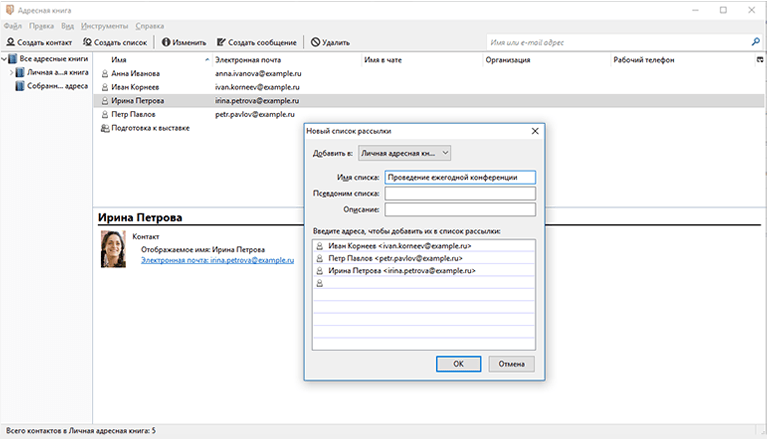 Адресная книга
Файл Правка Вид Инструменты Справка
Создать контакт Создать список Изменить Создать сообщение Удалить Имя или e-mail адрес
Все адресные книги
Личная а...я книга
Собранн... адреса
Имя Электронная почта Имя в чате Организация Рабочий телефон
Анна Иванова anna.ivanova@example.ru
Иван Корнеев ivan.korneev@example.ru
Ирина Петрова irina.petrova@example.ru
Петр Павлов petr.pavlov@example.ru
Подготовка к выставке
Ирина Петрова
Контакт
Отображаемое имя: Ирина Петрова
Электронная почта: irina.petrova@example.ru
Новый список рассылки
Добавить в: Личная адресная кн...
Имя списка: Проведение ежегодной конференции
Псевдоним списка:
Описание:
Введите адреса, чтобы добавить их в список рассылки:
Иван Корнеев <ivan.korneev@example.ru>
Петр Павлов <petr.pavlov@example.ru>
Ирина Петрова <irina.petrova@example.ru>
ОК Отмена
Всего контактов в Личная адресная книга: 5